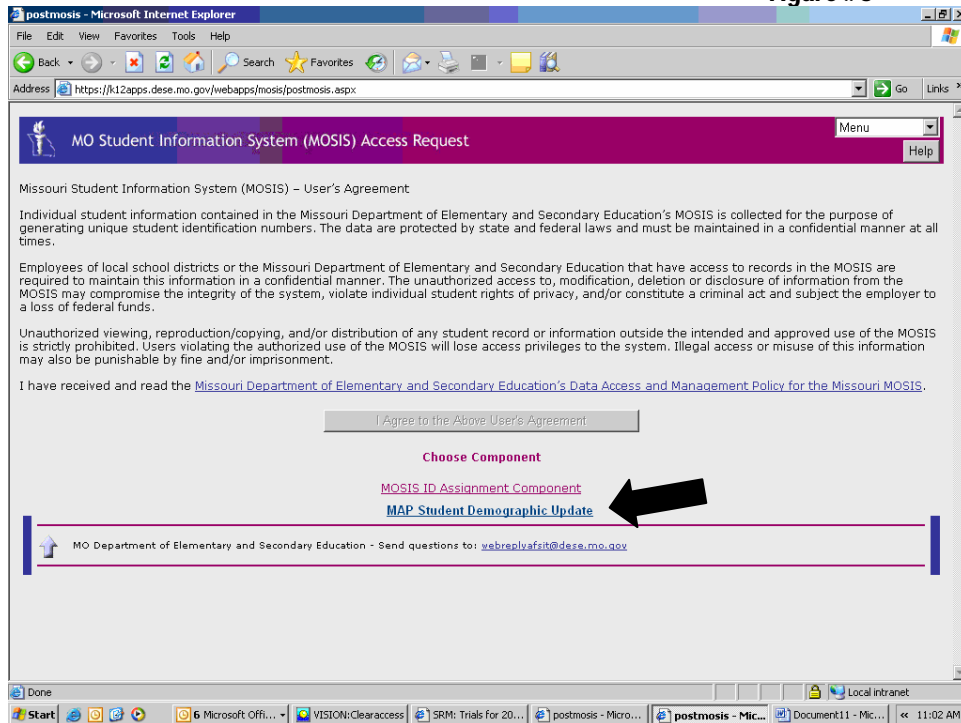 postmosis - Microsoft Internet Explorer
File Edit View Favorites Tools Help
Back Search Favorites
Address https://k12apps.dese.mo.gov/webapps/mosis/postmosis.aspx Go Links »
MO Student Information System (MOSIS) Access Request
Menu
Help
Missouri Student Information System (MOSIS) – User's Agreement
Individual student information contained in the Missouri Department of Elementary and Secondary Education's MOSIS is collected for the purpose of
generating unique student identification numbers. The data are protected by state and federal laws and must be maintained in a confidential manner at all
times.
Employees of local school districts or the Missouri Department of Elementary and Secondary Education that have access to records in the MOSIS are
required to maintain this information in a confidential manner. The unauthorized access to, modification, deletion or disclosure of information from the
MOSIS may compromise the integrity of the system, violate individual student rights of privacy, and/or constitute a criminal act and subject the employer to
a loss of federal funds.
Unauthorized viewing, reproduction/copying, and/or distribution of any student record or information outside the intended and approved use of the MOSIS
is strictly prohibited. Users violating the authorized use of the MOSIS will lose access privileges to the system. Illegal access or misuse of this information
may also be punishable by fine and/or imprisonment.
I have received and read the Missouri Department of Elementary and Secondary Education's Data Access and Management Policy for the Missouri MOSIS.
I Agree to the Above User's Agreement
Choose Component
MOSIS ID Assignment Component
MAP Student Demographic Update
MO Department of Elementary and Secondary Education - Send questions to: webreplyafsit@dese.mo.gov
Done Local intranet
Start 6 Microsoft Offi... VISION:Clearaccess SRM: Trials for 20... postmosis - Micro... postmosis - Mic... Document11 - Mic... « 11:02 AM